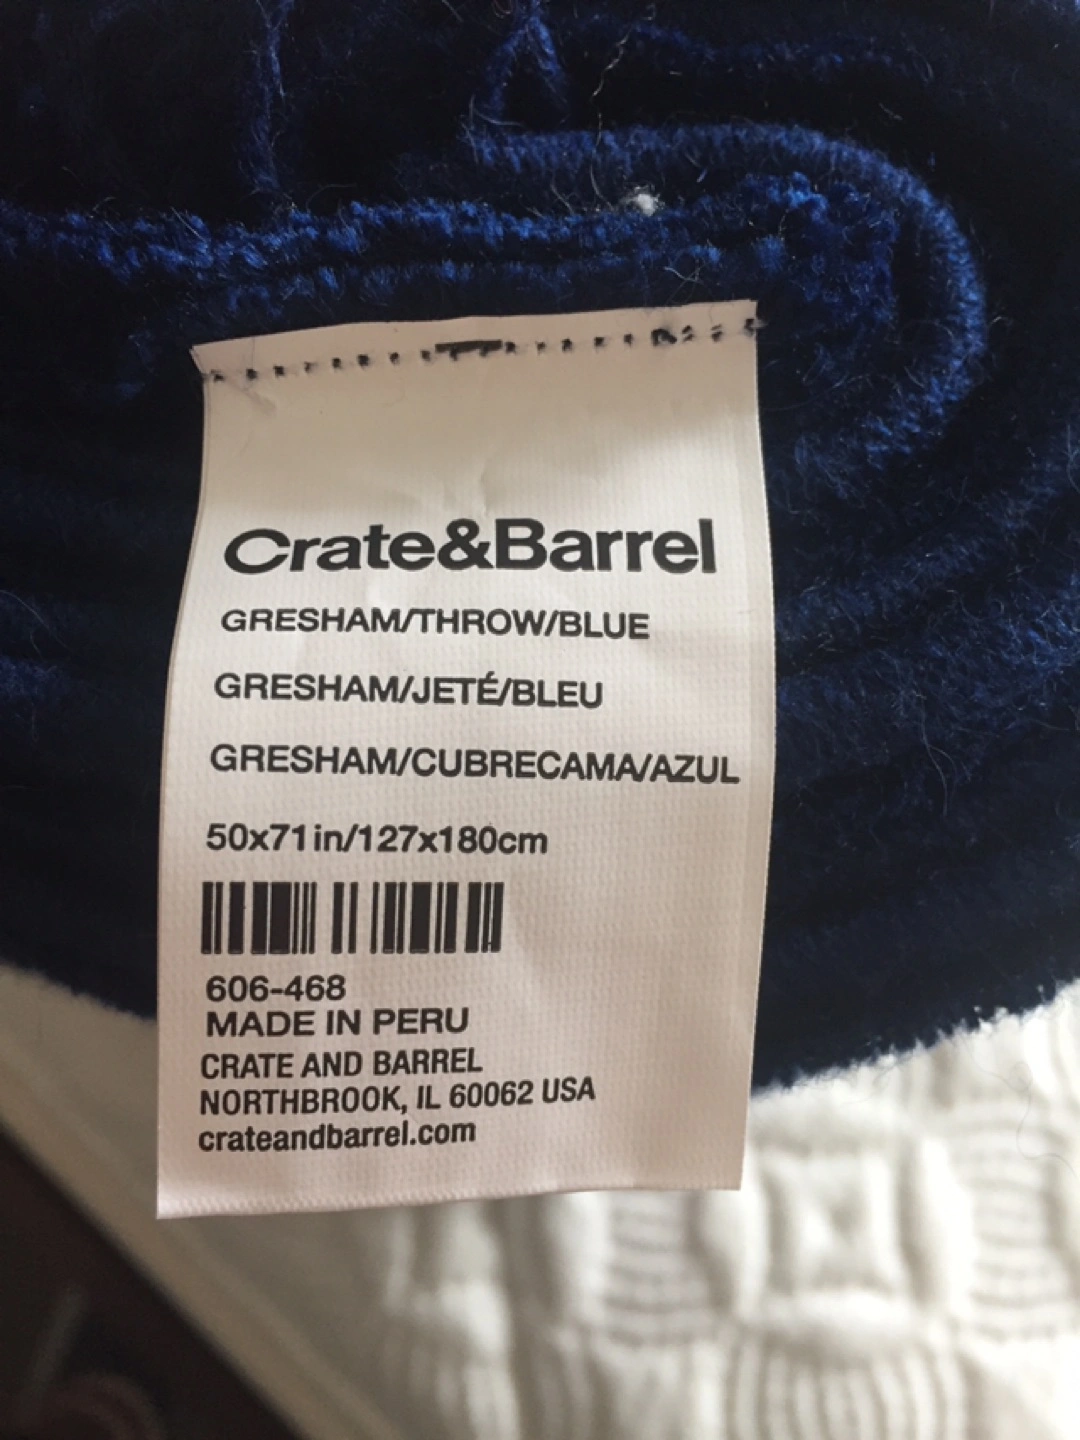 Crate&Barrel
GRESHAM/THROW/BLUE
GRESHAM/JETÉ/BLEU
GRESHAM/CUBRECAMA/AZUL
50x71in/127x180cm
606-468
MADE IN PERU
CRATE AND BARREL
NORTHBROOK, IL 60062 USA
crateandbarrel.com